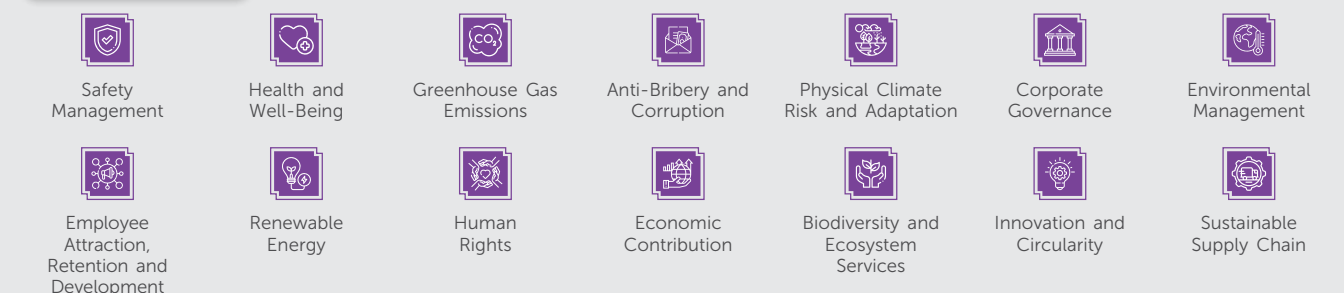 Safety
Management
Health and
Well-Being
CO2
Greenhouse Gas
Emissions
Anti-Bribery and
Corruption
Physical Climate
Risk and Adaptation
Corporate
Governance
Environmental
Management
Employee
Attraction,
Retention and
Development
Renewable
Energy
Human
Rights
Economic
Contribution
Biodiversity and
Ecosystem
Services
Innovation and
Circularity
Sustainable
Supply Chain